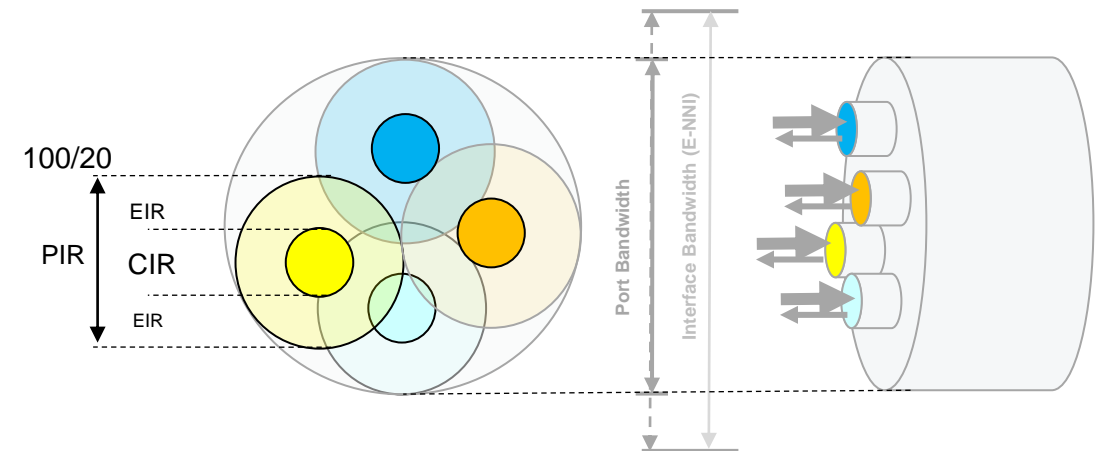 100/20
EIR
PIR
CIR
EIR
Port Bandwidth
Interface Bandwidth (E-NNI)